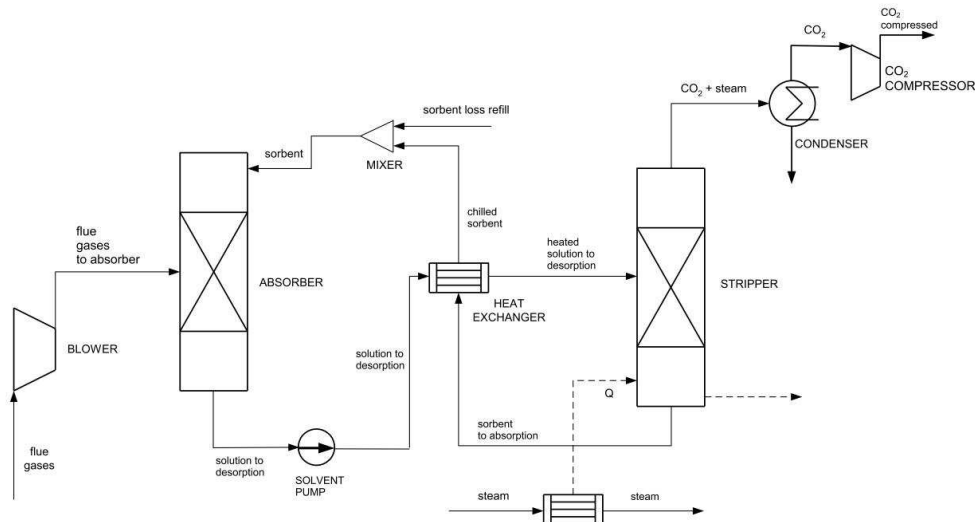 CO2
compressed
CO2
CO2
COMPRESSOR
CO2 + steam
CONDENSER
sorbent loss refill
sorbent
MIXER
chilled
sorbent
flue
gases
to absorber
heated
solution to
desorption
ABSORBER
STRIPPER
HEAT
EXCHANGER
BLOWER
solution to
desorption
Q
sorbent
to absorption
flue
gases
solution to
desorption
SOLVENT
PUMP
steam
steam